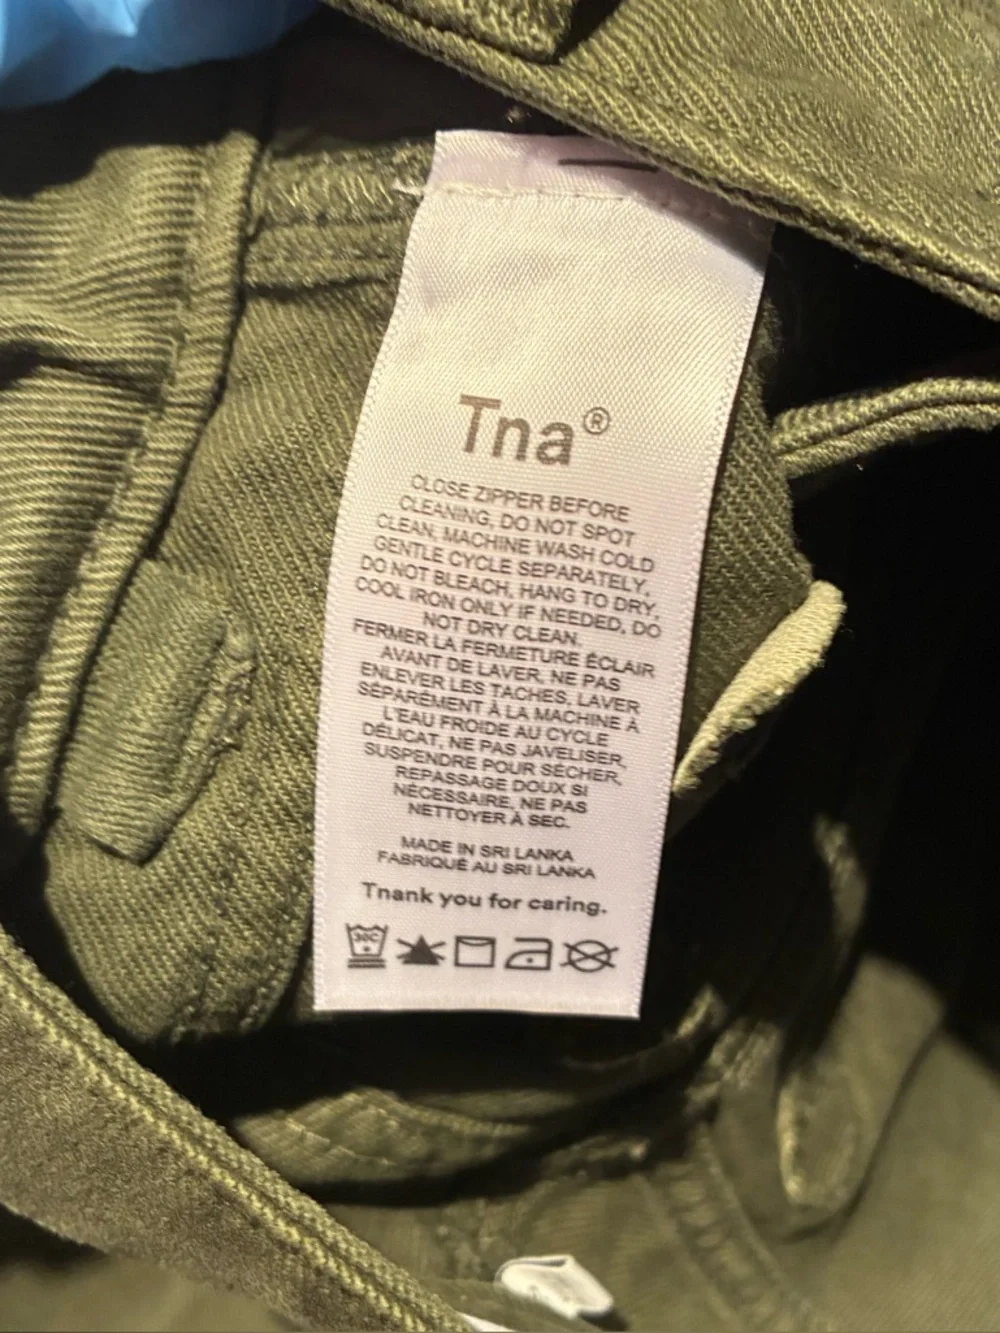 Tna®
CLOSE ZIPPER BEFORE
CLEANING, DO NOT SPOT
CLEAN, MACHINE WASH COLD
GENTLE CYCLE SEPARATELY,
DO NOT BLEACH, HANG TO DRY,
COOL IRON ONLY IF NEEDED, DO
NOT DRY CLEAN.
FERMER LA FERMETURE ÉCLAIR
AVANT DE LAVER, NE PAS
ENLEVER LES TACHES, LAVER
SÉPARÉMENT À LA MACHINE À
L'EAU FROIDE AU CYCLE
DÉLICAT, NE PAS JAVELISER,
SUSPENDRE POUR SÉCHER,
REPASSAGE DOUX SI
NÉCESSAIRE, NE PAS
NETTOYER À SEC.
MADE IN SRI LANKA
FABRIQUÉ AU SRI LANKA
Tnank you for caring.
30C